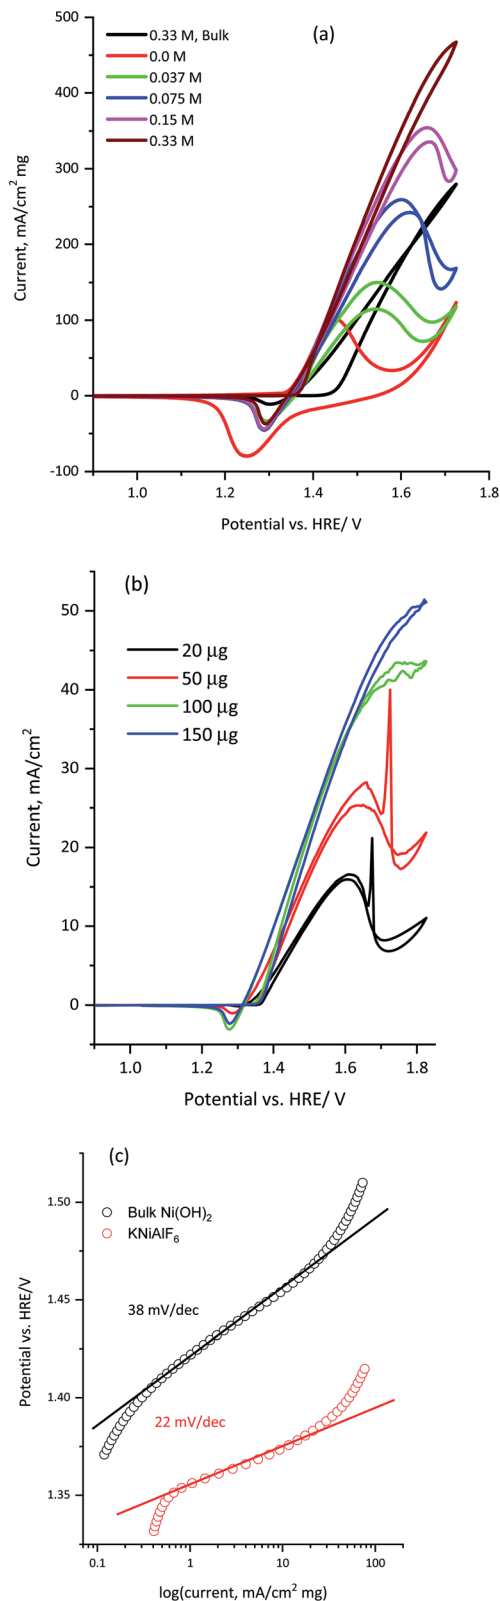 (a)
0.33 M, Bulk
0.0 M
0.037 M
0.075 M
0.15 M
0.33 M
500
400
300
200
100
0
-100
Current, mA/cm² mg
1.0 1.2 1.4 1.6 1.8
Potential vs. HRE/ V
(b)
20 µg
50 µg
100 µg
150 µg
50
40
30
20
10
0
Current, mA/cm²
1.0 1.2 1.4 1.6 1.8
Potential vs. HRE/ V
(c)
Bulk Ni(OH)₂
KNiAlF₆
38 mV/dec
22 mV/dec
1.50
1.45
1.40
1.35
Potential vs. HRE/V
0.1 1 10 100
log(current, mA/cm² mg)